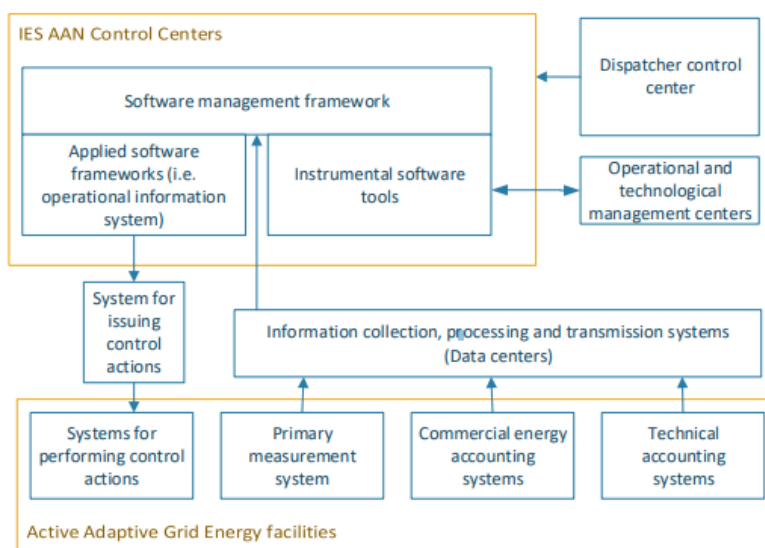 IES AAN Control Centers
Software management framework
Applied software
frameworks (i.e.
operational information
system)
Instrumental software
tools
Dispatcher control
center
Operational and
technological
management centers
System for
issuing
control
actions
Information collection, processing and transmission systems
(Data centers)
Systems for
performing control
actions
Primary
measurement
system
Commercial energy
accounting
systems
Technical
accounting
systems
Active Adaptive Grid Energy facilities